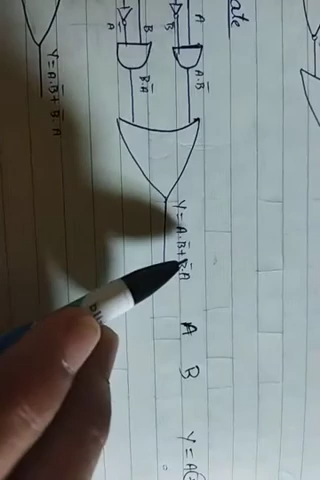 ate
A A.B̄
Y = A.B̄ + B.Ā A B Y = A
B B.Ā
Ā
Y = A.B̄ + B.Ā